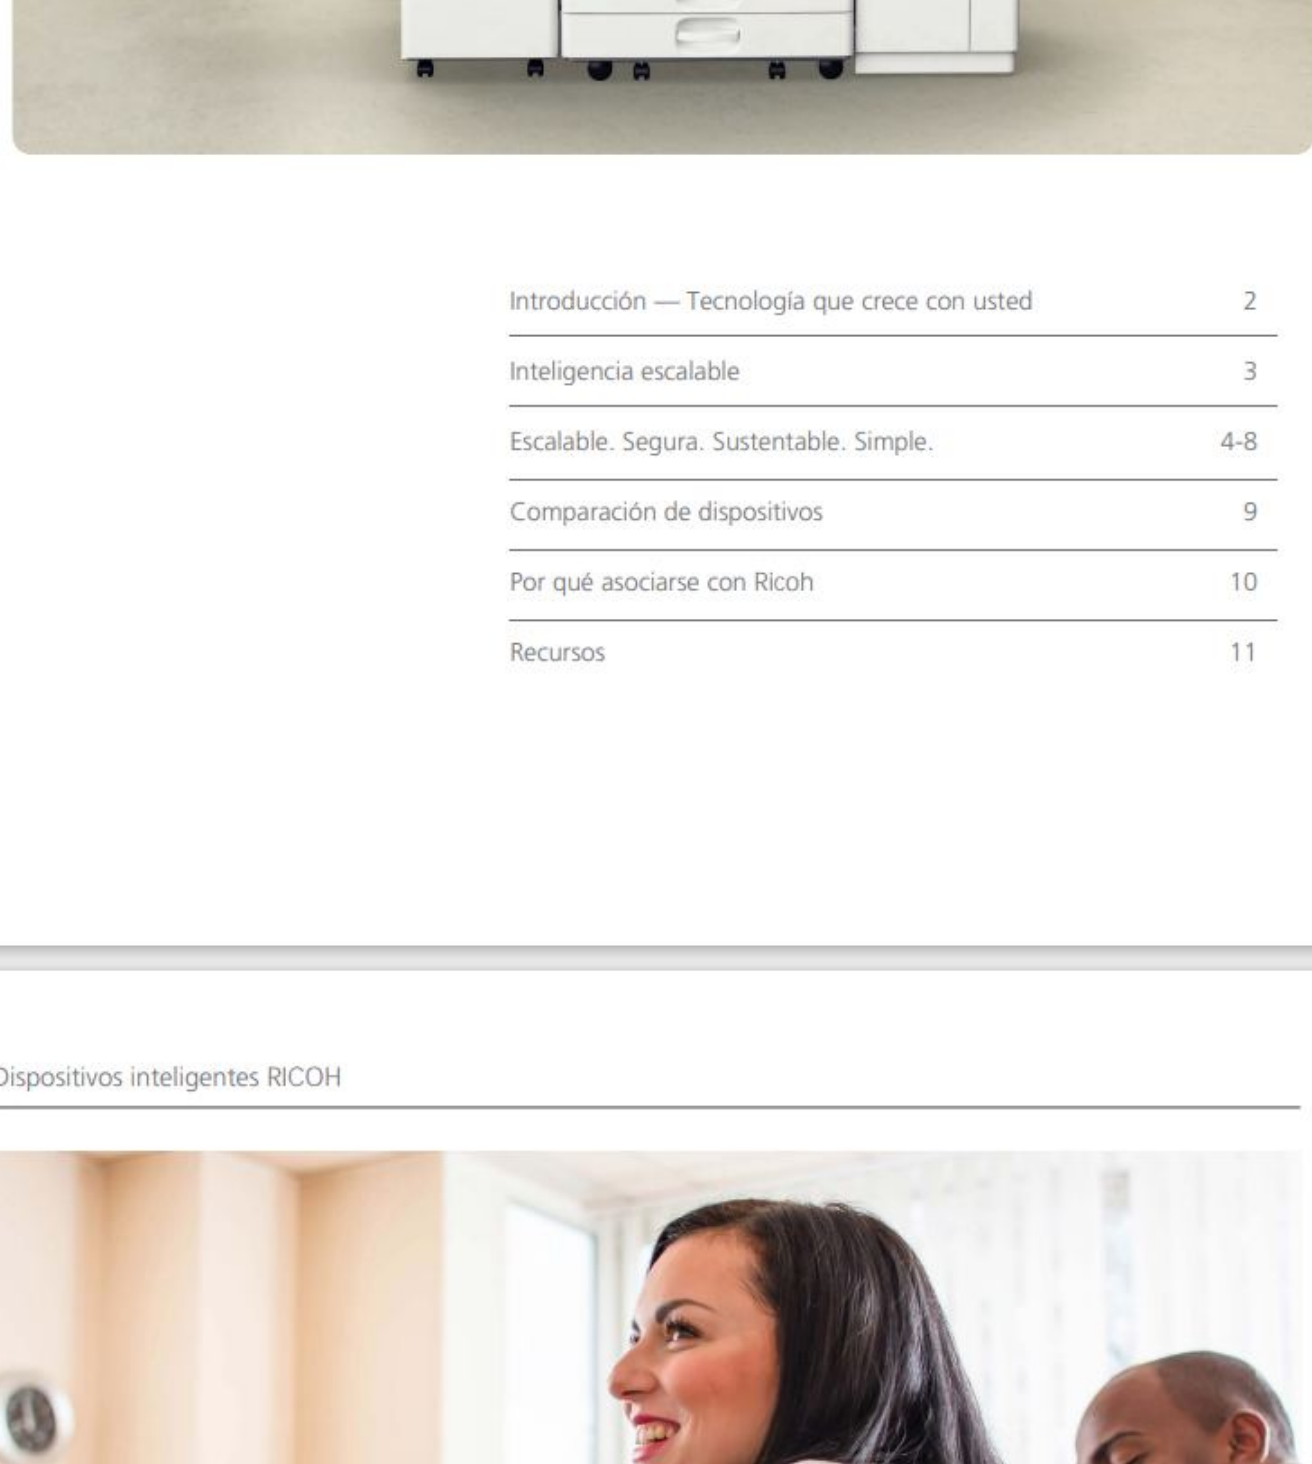 Introducción — Tecnología que crece con usted 2
Inteligencia escalable 3
Escalable. Segura. Sustentable. Simple. 4-8
Comparación de dispositivos 9
Por qué asociarse con Ricoh 10
Recursos 11
Dispositivos inteligentes RICOH